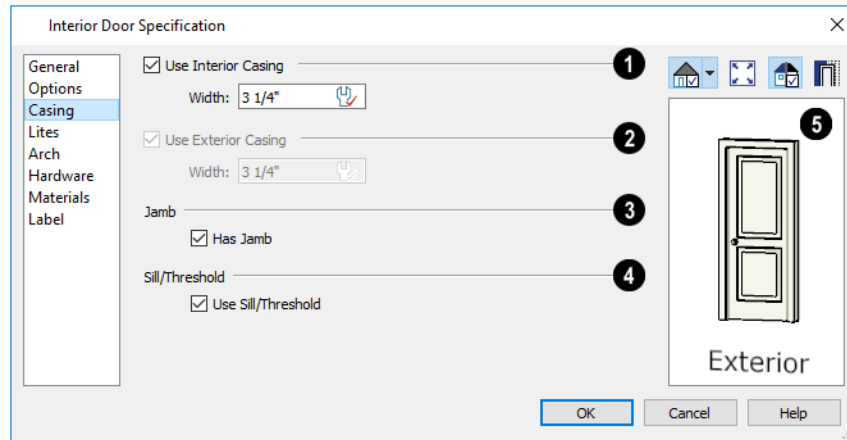 Interior Door Specification
General
Options
Casing
Lites
Arch
Hardware
Materials
Label
Use Interior Casing
1
Width: 3 1/4"
Use Exterior Casing
2
Width: 3 1/4"
Jamb
3
Has Jamb
Sill/Threshold
4
Use Sill/Threshold
5
Exterior
OK
Cancel
Help